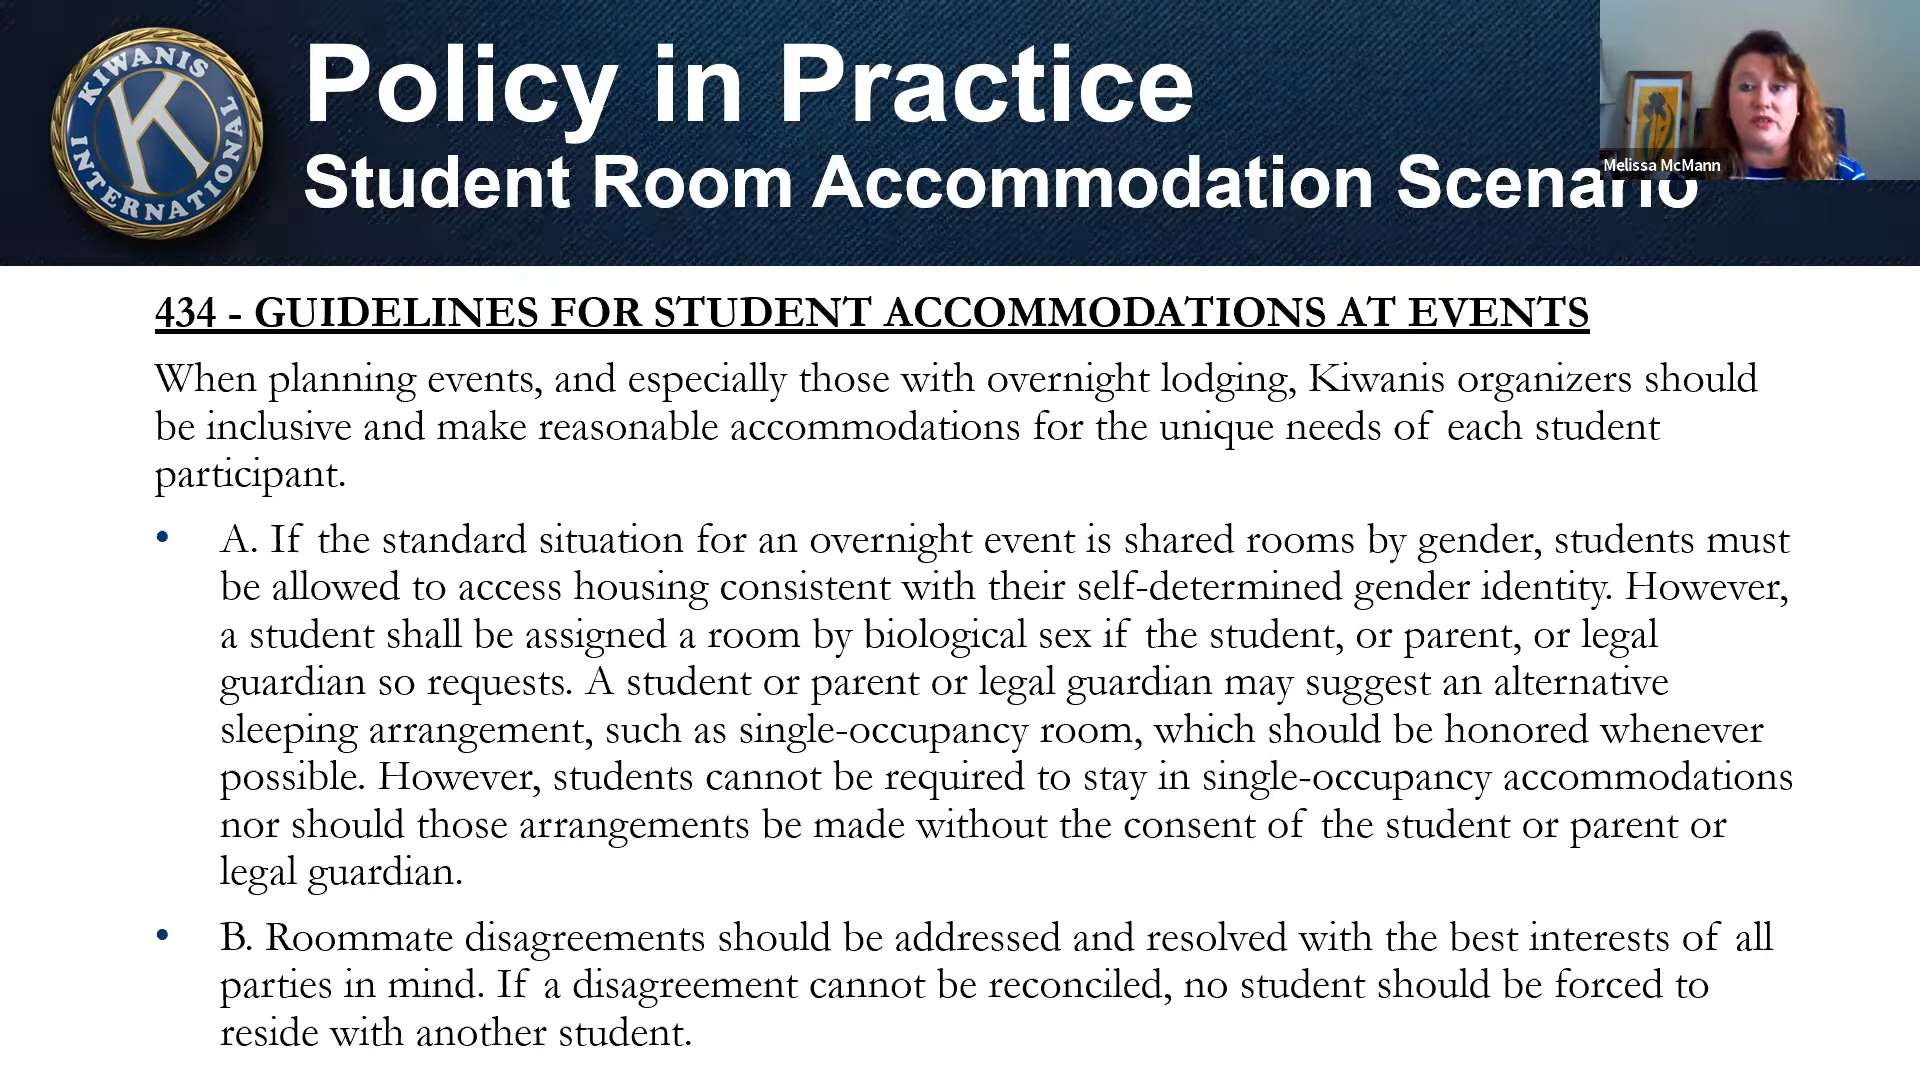 KIWANIS
K
INTERNATIONAL
Policy in Practice
Student Room Accommodation Scenario
Melissa McMann
434 - GUIDELINES FOR STUDENT ACCOMMODATIONS AT EVENTS
When planning events, and especially those with overnight lodging, Kiwanis organizers should
be inclusive and make reasonable accommodations for the unique needs of each student
participant.
• A. If the standard situation for an overnight event is shared rooms by gender, students must
be allowed to access housing consistent with their self-determined gender identity. However,
a student shall be assigned a room by biological sex if the student, or parent, or legal
guardian so requests. A student or parent or legal guardian may suggest an alternative
sleeping arrangement, such as single-occupancy room, which should be honored whenever
possible. However, students cannot be required to stay in single-occupancy accommodations
nor should those arrangements be made without the consent of the student or parent or
legal guardian.
• B. Roommate disagreements should be addressed and resolved with the best interests of all
parties in mind. If a disagreement cannot be reconciled, no student should be forced to
reside with another student.